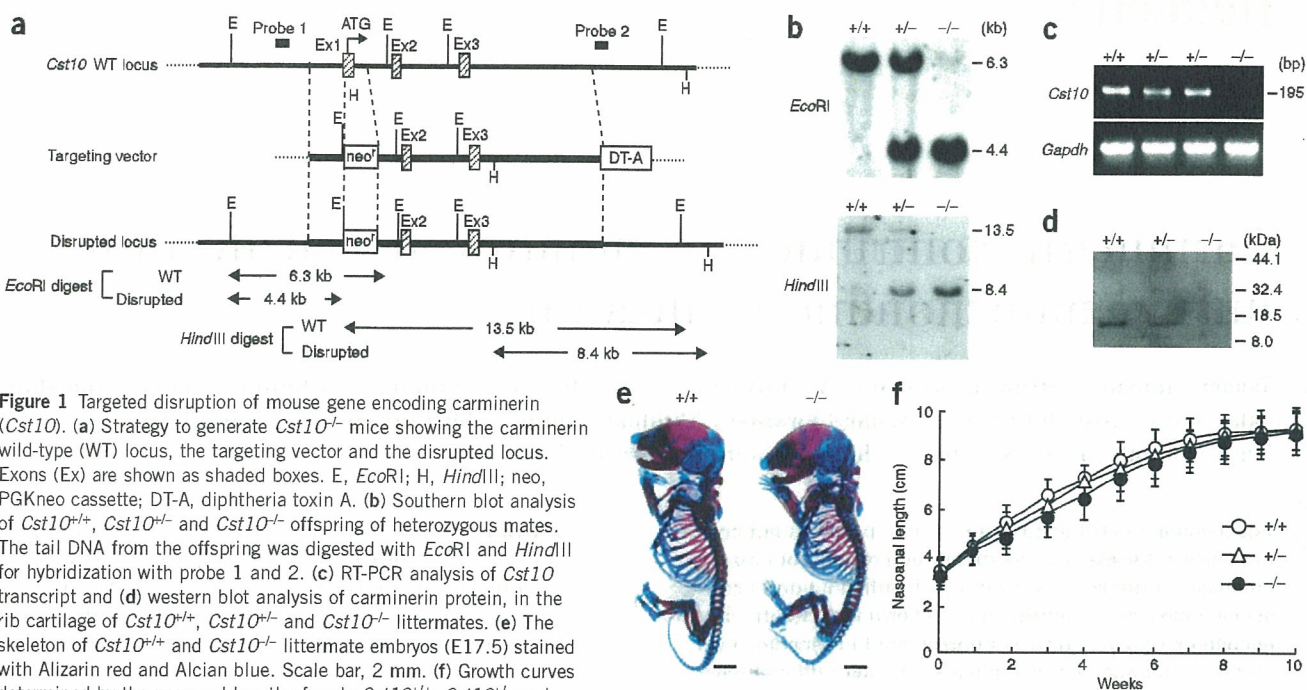 a
E
Probe 1
ATG
E
E
Probe 2
E
Ex1
Ex2
Ex3
Cst10 WT locus
H
H
E
E
E
Ex2
Ex3
Targeting vector
neoʳ
DT-A
H
E
E
E
E
E
Ex2
Ex3
Disrupted locus
neoʳ
H
H
EcoRI digest
WT
6.3 kb
Disrupted
4.4 kb
HindIII digest
WT
13.5 kb
Disrupted
8.4 kb
b
+/+ +/– –/– (kb)
EcoRI
–6.3
–4.4
+/+ +/– –/–
HindIII
–13.5
–8.4
c
+/+ +/– +/– –/– (bp)
Cst10
–195
Gapdh
d
+/+ +/– –/– (kDa)
– 44.1
– 32.4
– 18.5
– 8.0
Figure 1 Targeted disruption of mouse gene encoding carminerin
(Cst10). (a) Strategy to generate Cst10–/– mice showing the carminerin
wild-type (WT) locus, the targeting vector and the disrupted locus.
Exons (Ex) are shown as shaded boxes. E, EcoRI; H, HindIII; neo,
PGKneo cassette; DT-A, diphtheria toxin A. (b) Southern blot analysis
of Cst10+/+, Cst10+/– and Cst10–/– offspring of heterozygous mates.
The tail DNA from the offspring was digested with EcoRI and HindIII
for hybridization with probe 1 and 2. (c) RT-PCR analysis of Cst10
transcript and (d) western blot analysis of carminerin protein, in the
rib cartilage of Cst10+/+, Cst10+/– and Cst10–/– littermates. (e) The
skeleton of Cst10+/+ and Cst10–/– littermate embryos (E17.5) stained
with Alizarin red and Alcian blue. Scale bar, 2 mm. (f) Growth curves
e
+/+
–/–
f
Nasoanal length (cm)
10
8
6
4
2
0
0 2 4 6 8 10
Weeks
+/+
+/–
–/–